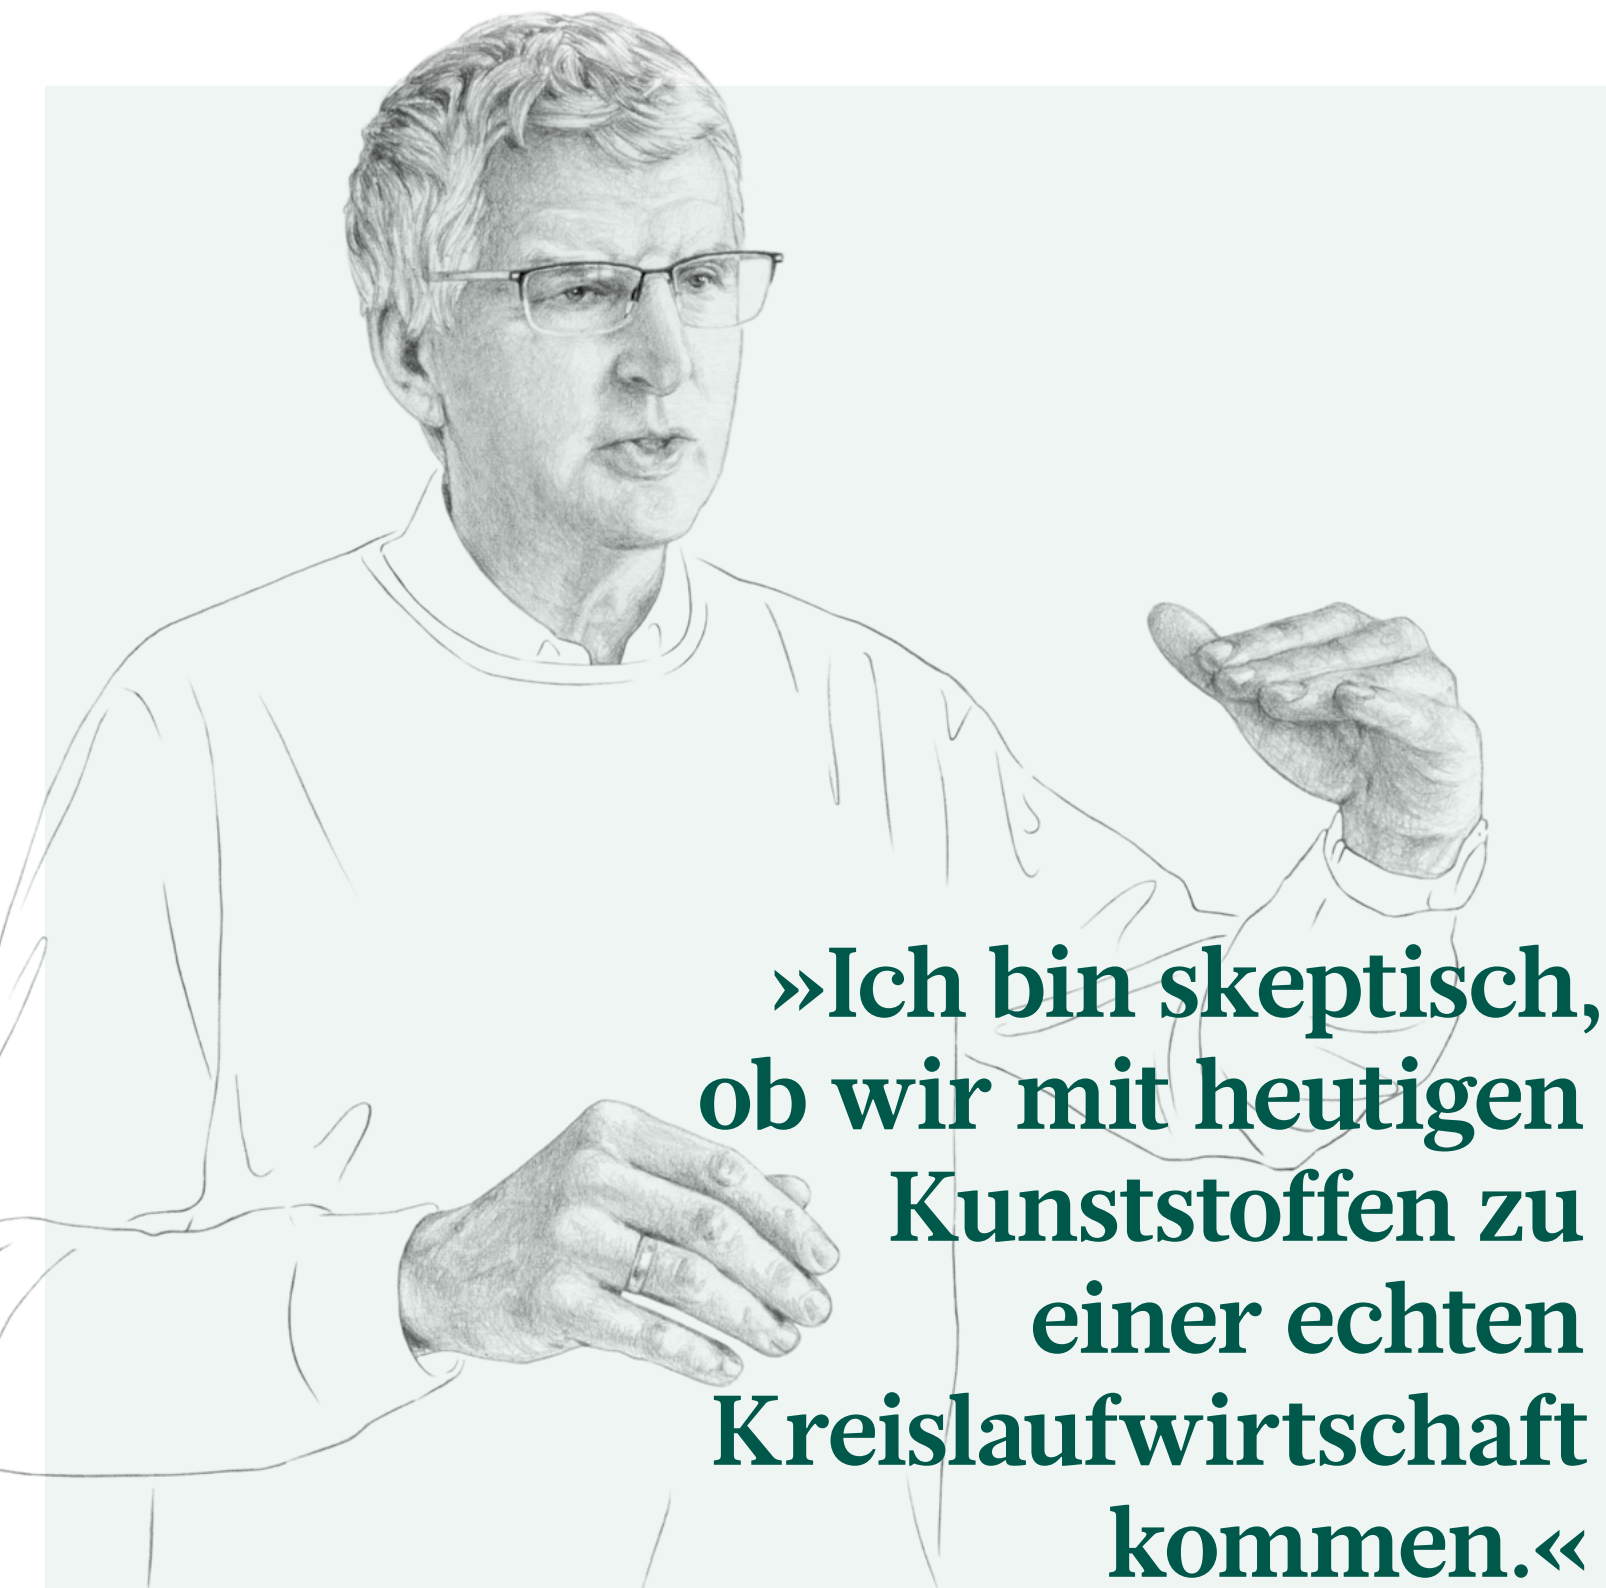 »Ich bin skeptisch,
ob wir mit heutigen
Kunststoffen zu
einer echten
Kreislaufwirtschaft
kommen.«